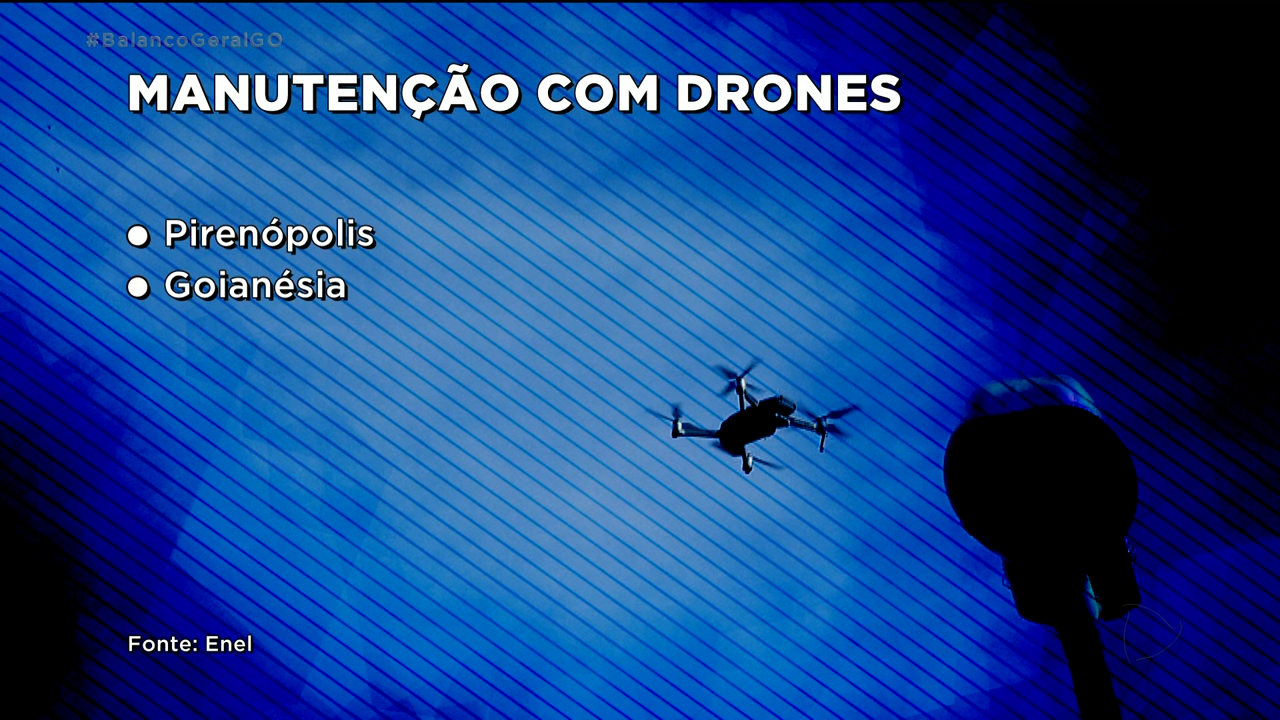 #BalancoGeralGO
MANUTENÇÃO COM DRONES
● Pirenópolis
● Goianésia
Fonte: Enel